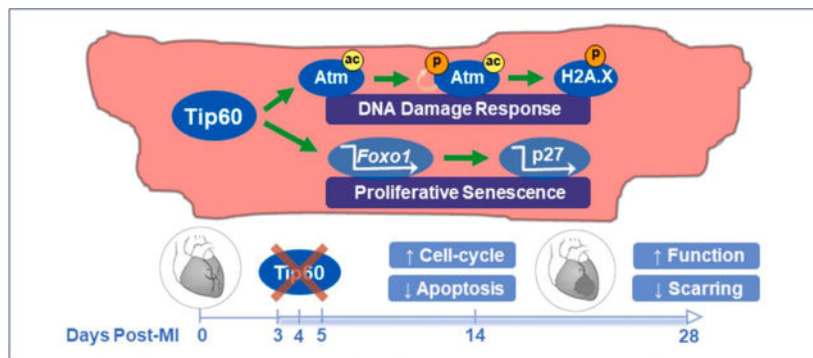 ac
P
ac
P
Tip60
Atm
Atm
H2A.X
DNA Damage Response
Foxo1
p27
Proliferative Senescence
Tip60
↑ Cell-cycle
↓ Apoptosis
↑ Function
↓ Scarring
Days Post-MI 0 3 4 5 14 28